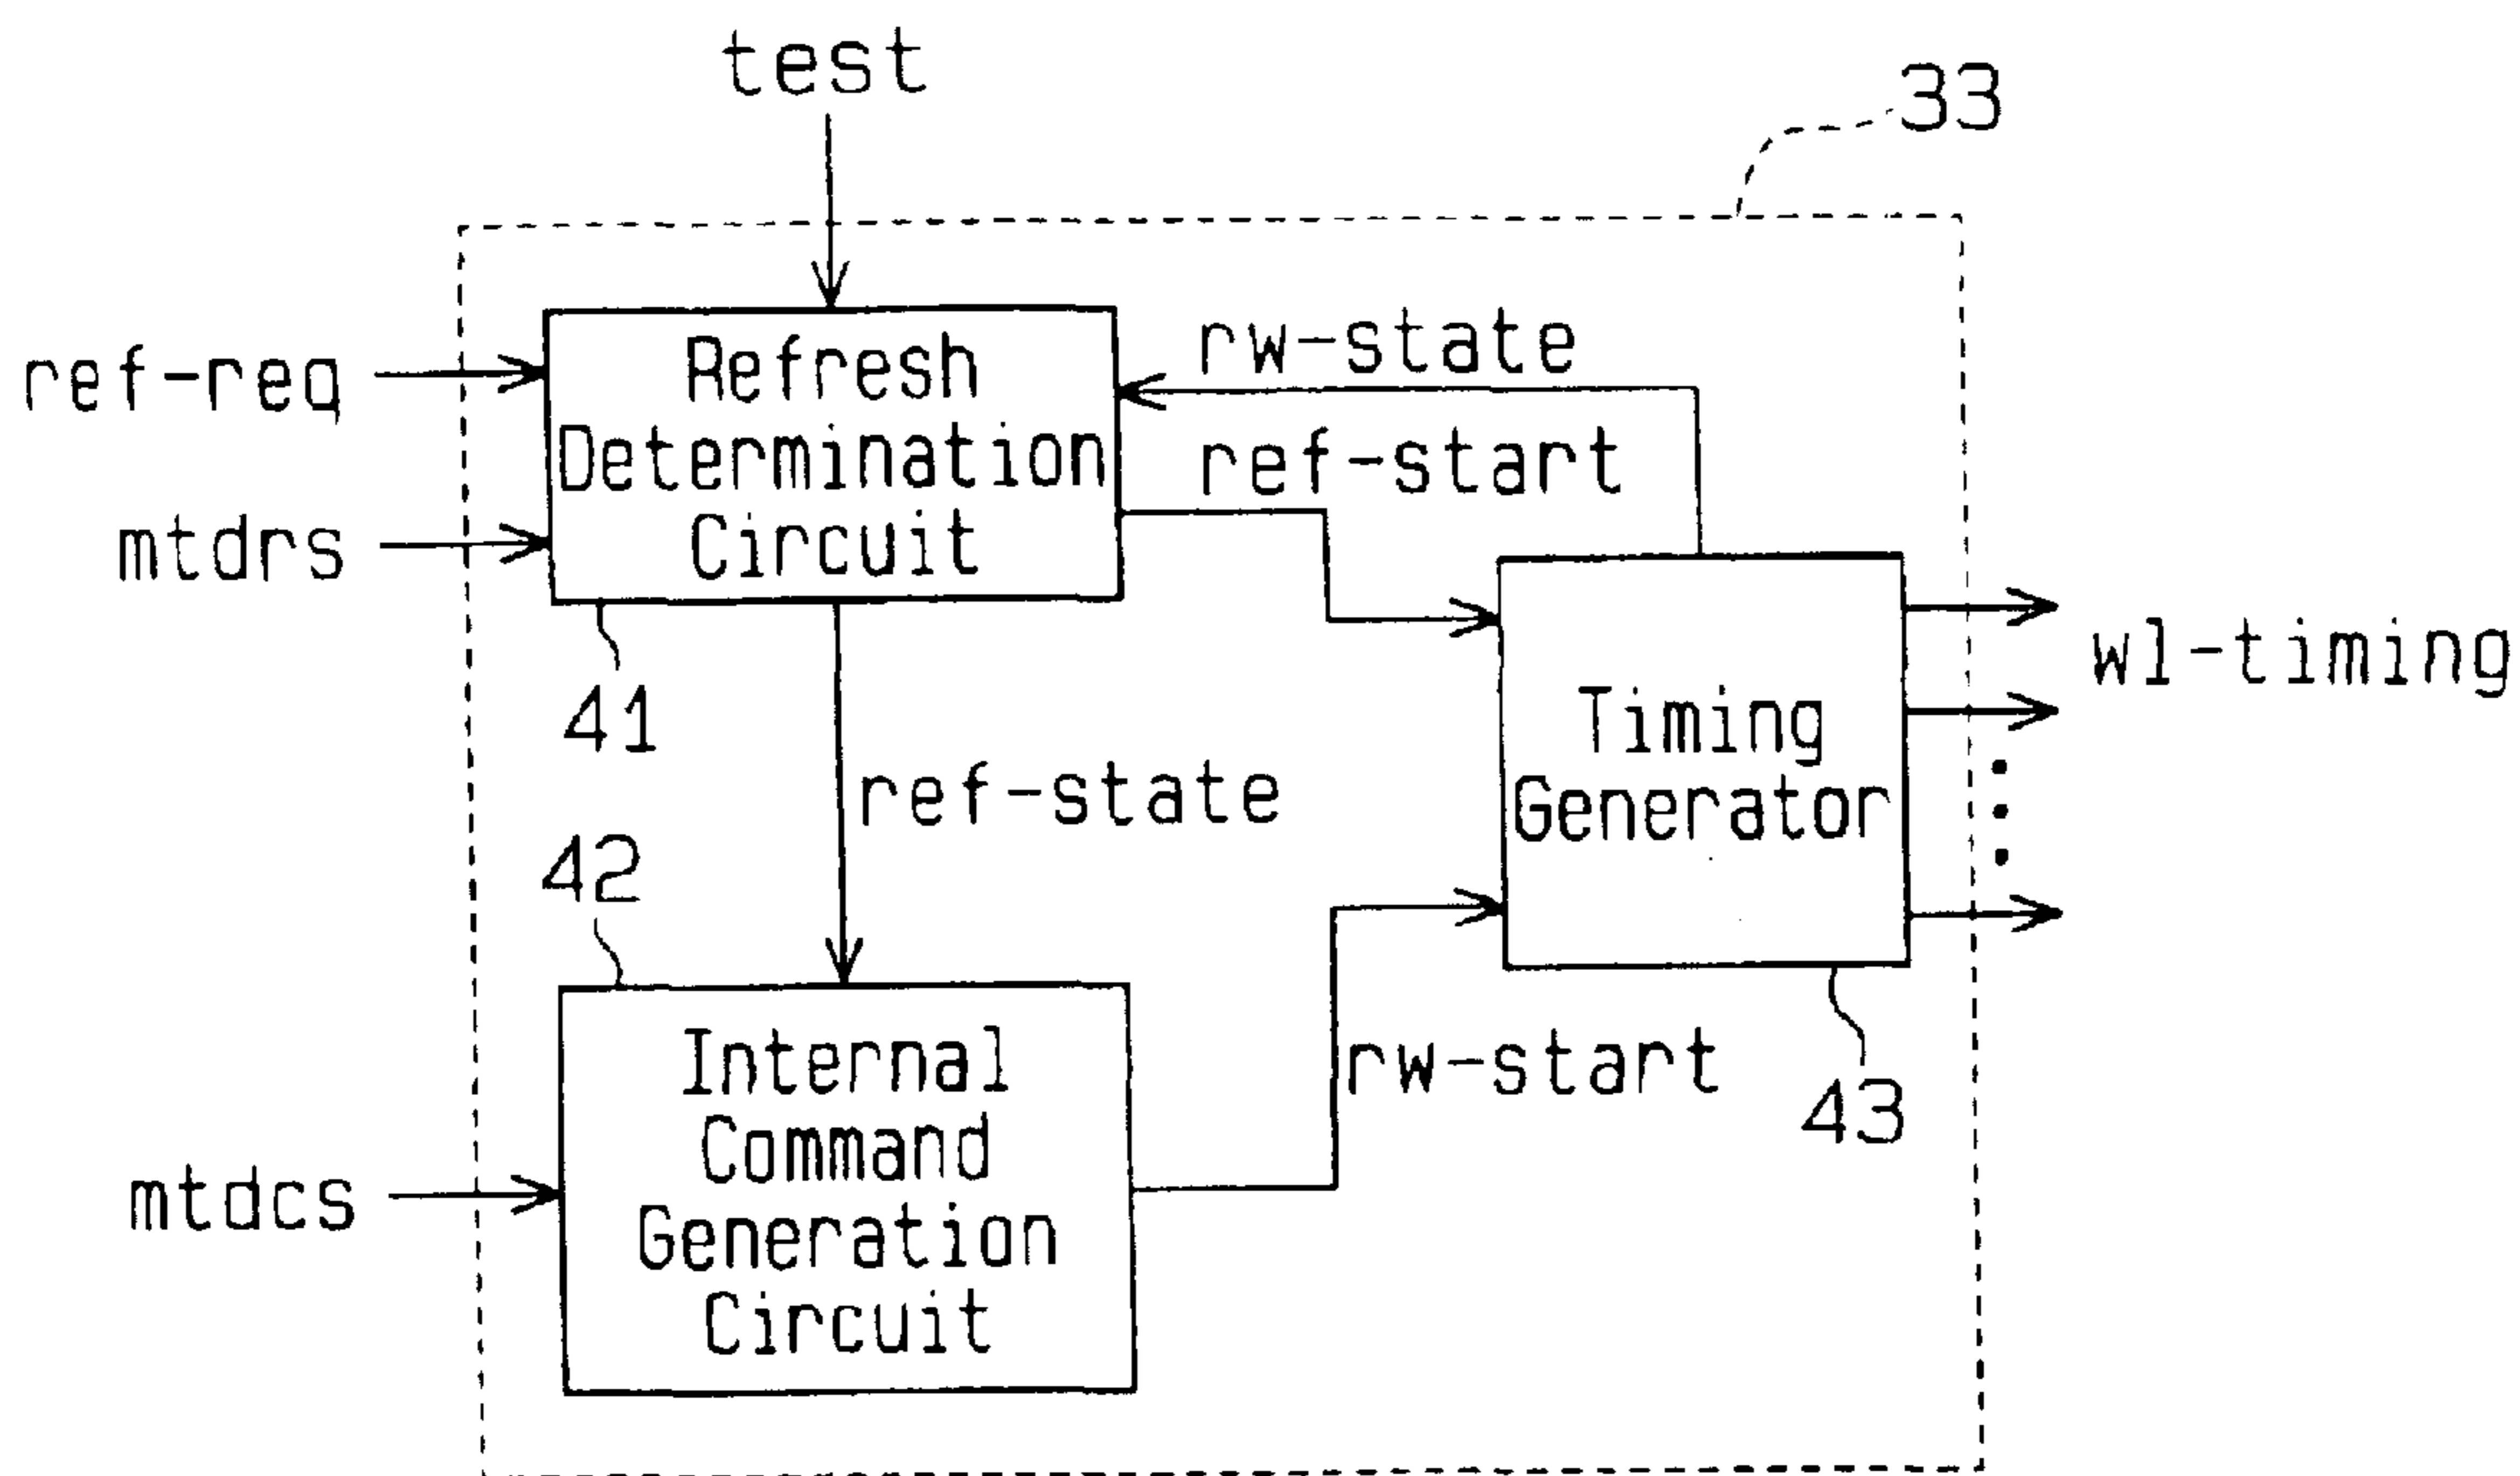 test
33
ref-req
mtdrs
Refresh
Determination
Circuit
rw-state
ref-start
wl-timing
41
ref-state
Timing
Generator
42
Internal
Command
Generation
Circuit
rw-start
43
mtdcs